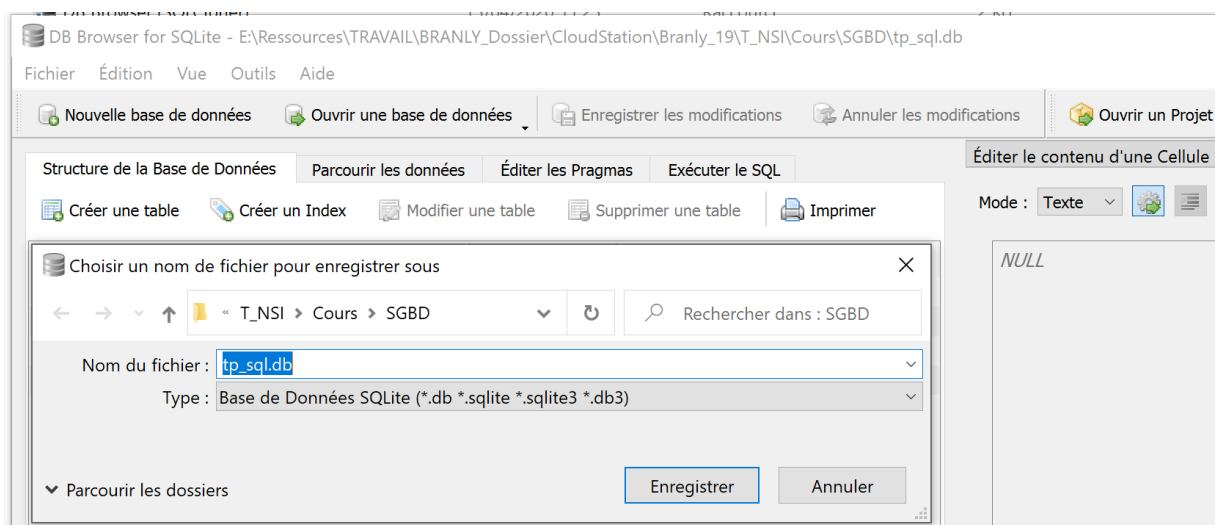 DB Browser for SQLite - E:\Ressources\TRAVAIL\BRANLY_Dossier\CloudStation\Branly_19\T_NSI\Cours\SGBD\tp_sql.db
Fichier Édition Vue Outils Aide
Nouvelle base de données Ouvrir une base de données Enregistrer les modifications Annuler les modifications Ouvrir un Projet
Structure de la Base de Données Parcourir les données Éditer les Pragmas Exécuter le SQL Éditer le contenu d'une Cellule
Créer une table Créer un Index Modifier une table Supprimer une table Imprimer Mode : Texte
Choisir un nom de fichier pour enregistrer sous NULL
« T_NSI > Cours > SGBD Rechercher dans : SGBD
Nom du fichier : tp_sql.db
Type : Base de Données SQLite (*.db *.sqlite *.sqlite3 *.db3)
Parcourir les dossiers Enregistrer Annuler